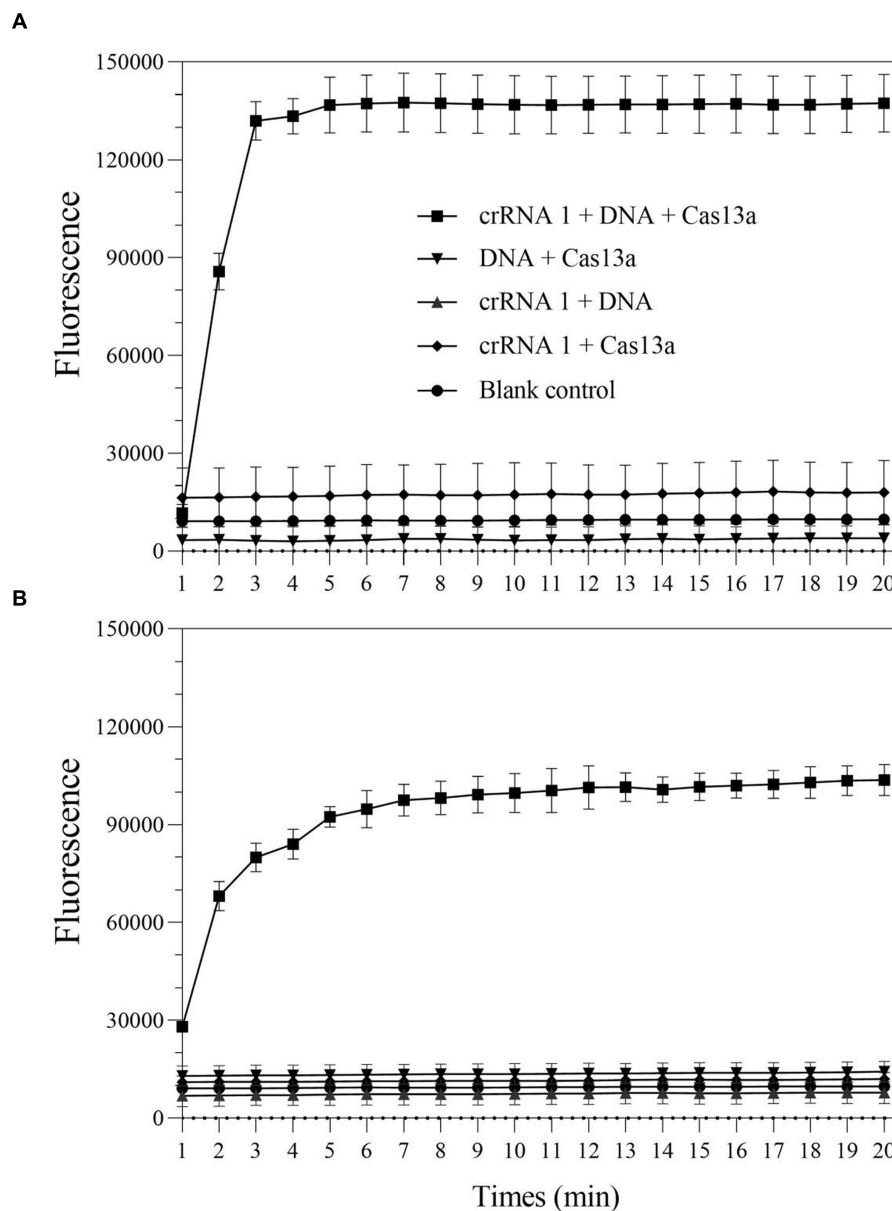 A
150000
120000
90000
60000
30000
0
Fluorescence
crRNA 1 + DNA + Cas13a
DNA + Cas13a
crRNA 1 + DNA
crRNA 1 + Cas13a
Blank control
1 2 3 4 5 6 7 8 9 10 11 12 13 14 15 16 17 18 19 20
B
150000
120000
90000
60000
30000
0
Fluorescence
1 2 3 4 5 6 7 8 9 10 11 12 13 14 15 16 17 18 19 20
Times (min)